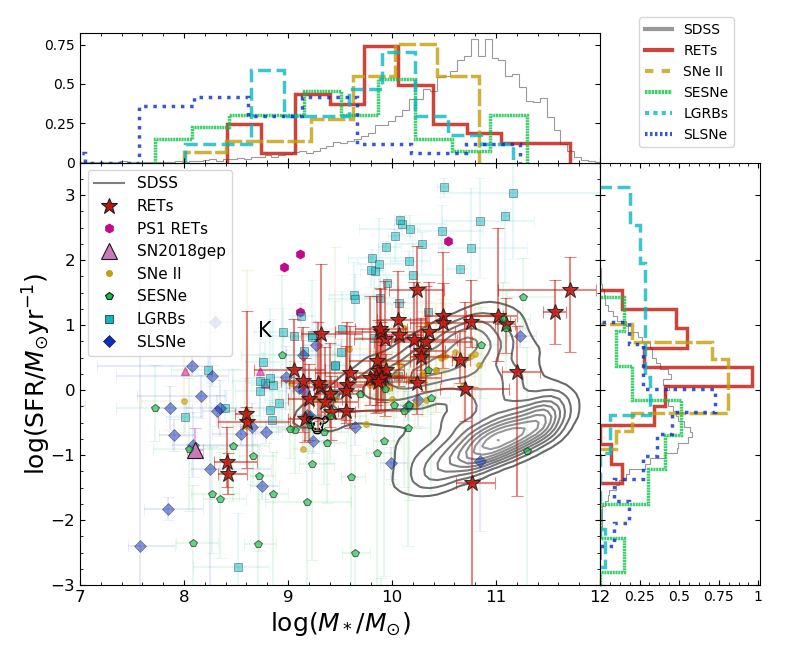 SDSS
RETs
SNe II
SESNe
LGRBs
SLSNe
0.75
0.5
0.25
0
SDSS
RETs
PS1 RETs
SN2018gep
SNe II
SESNe
LGRBs
SLSNe
K
3
2
1
0
−1
−2
−3
log(SFR/M⊙yr⁻¹)
7 8 9 10 11 12
0.25 0.5 0.75 1
log(M*/M⊙)